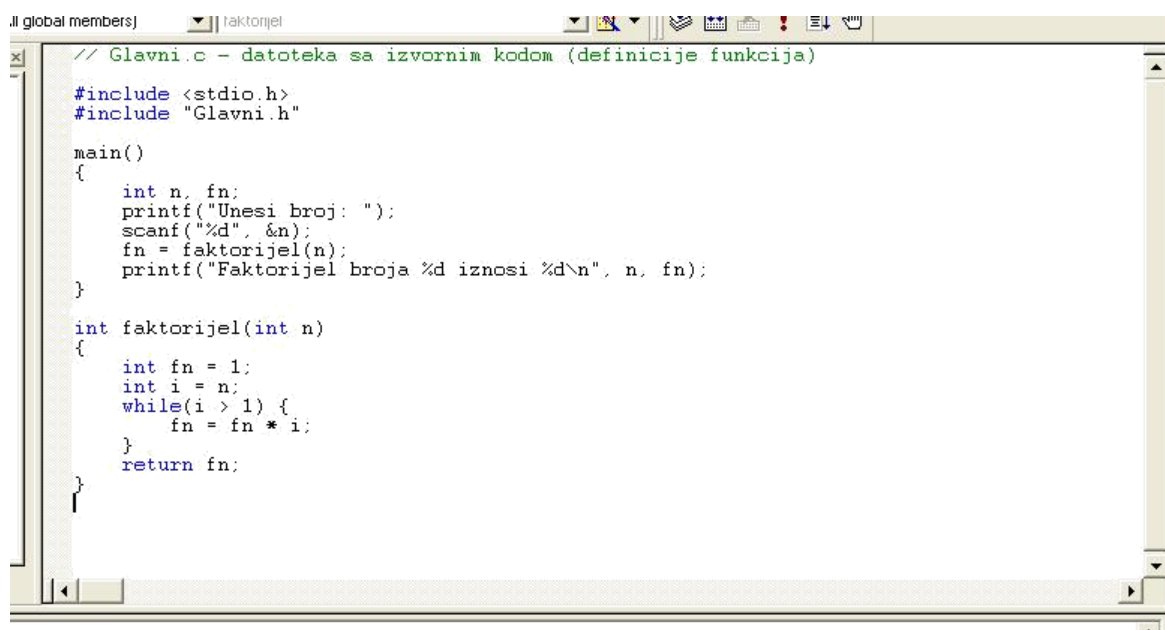 ll global members) faktorijel
// Glavni.c - datoteka sa izvornim kodom (definicije funkcija)
#include <stdio.h>
#include "Glavni.h"
main()
{
int n, fn;
printf("Unesi broj: ");
scanf("%d", &n);
fn = faktorijel(n);
printf("Faktorijel broja %d iznosi %d\n", n, fn);
}
int faktorijel(int n)
{
int fn = 1;
int i = n;
while(i > 1) {
fn = fn * i;
}
return fn;
}